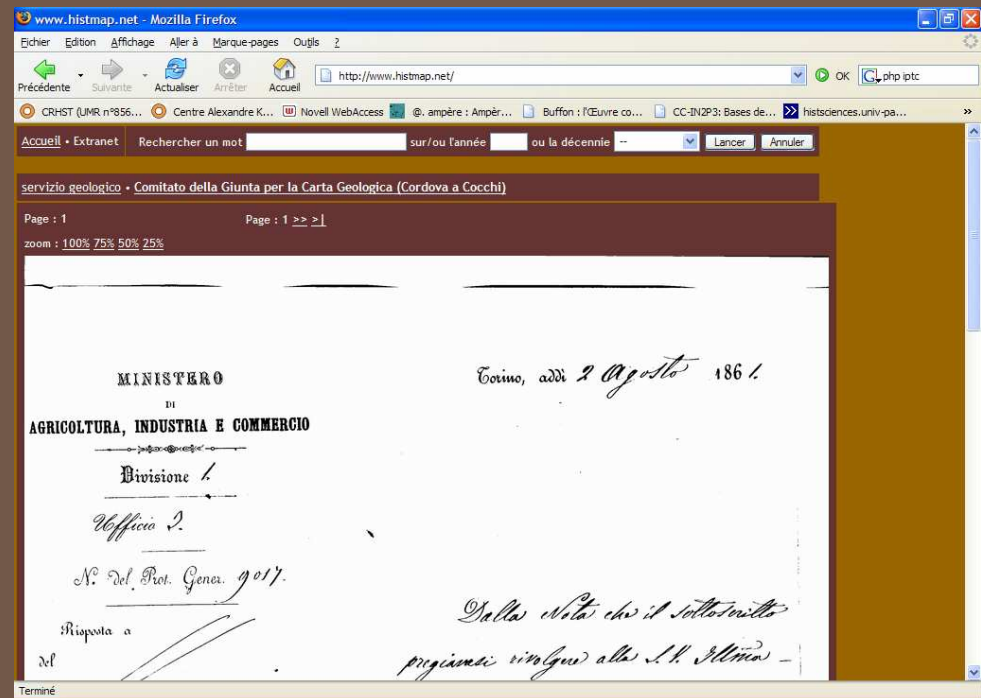 www.histmap.net - Mozilla Firefox
Fichier Edition Affichage Aller à Marque-pages Outils ?
Précédente Suivante Actualiser Arrêter Accueil http://www.histmap.net/ OK php iptc
CRHST (UMR n°856... Centre Alexandre K... Novell WebAccess @. ampère : Ampèr... Buffon : l'Œuvre co... CC-IN2P3: Bases de... histsciences.univ-pa... »
Accueil • Extranet Rechercher un mot sur/ou l'année ou la décennie -- Lancer Annuler
servizio geologico • Comitato della Giunta per la Carta Geologica (Cordova a Cocchi)
Page : 1 Page : 1 >> >|
zoom : 100% 75% 50% 25%
Torino, addì 2 Agosto 1861.
MINISTERO
DI
AGRICOLTURA, INDUSTRIA E COMMERCIO
Divisione 1.
Ufficio 2.
N.º del Prot. Gener. 9017.
Risposta a
del
Dalla Nota che il sottoscritto
pregiavasi rivolgere alla S. V. Illma -
Terminé